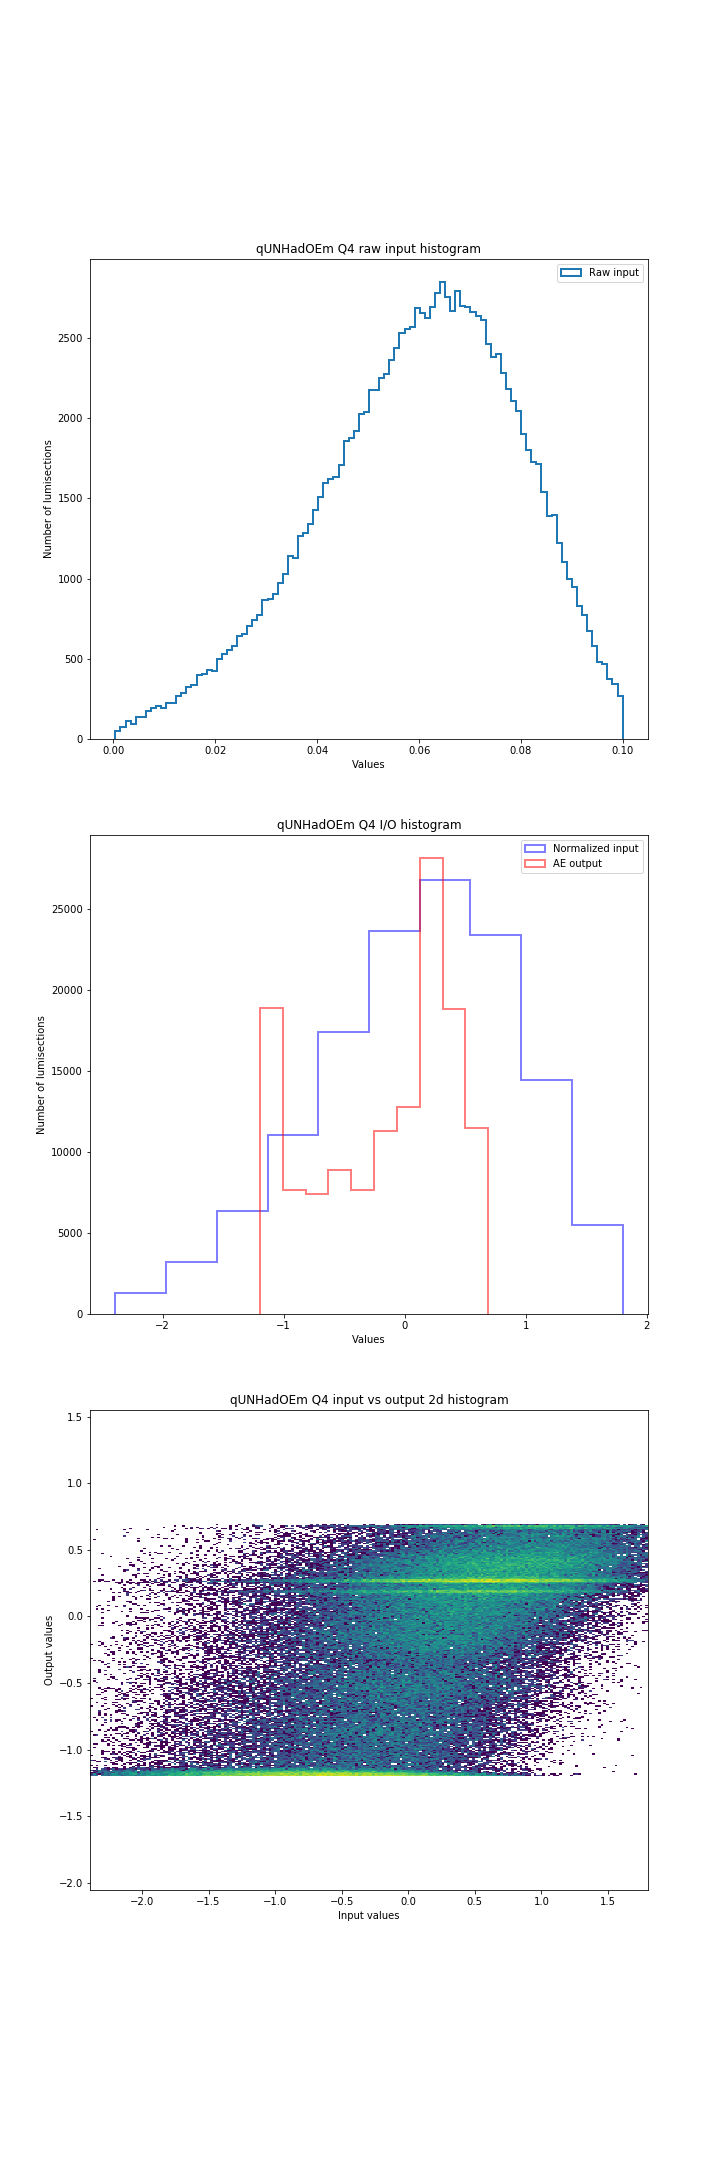 qUNHadOEm Q4 raw input histogram
Raw input
Number of lumisections
2500
2000
1500
1000
500
0
0.00 0.02 0.04 0.06 0.08 0.10
Values
qUNHadOEm Q4 I/O histogram
Normalized input
AE output
Number of lumisections
25000
20000
15000
10000
5000
0
−2 −1 0 1 2
Values
qUNHadOEm Q4 input vs output 2d histogram
Output values
1.5
1.0
0.5
0.0
−0.5
−1.0
−1.5
−2.0
−2.0 −1.5 −1.0 −0.5 0.0 0.5 1.0 1.5
Input values